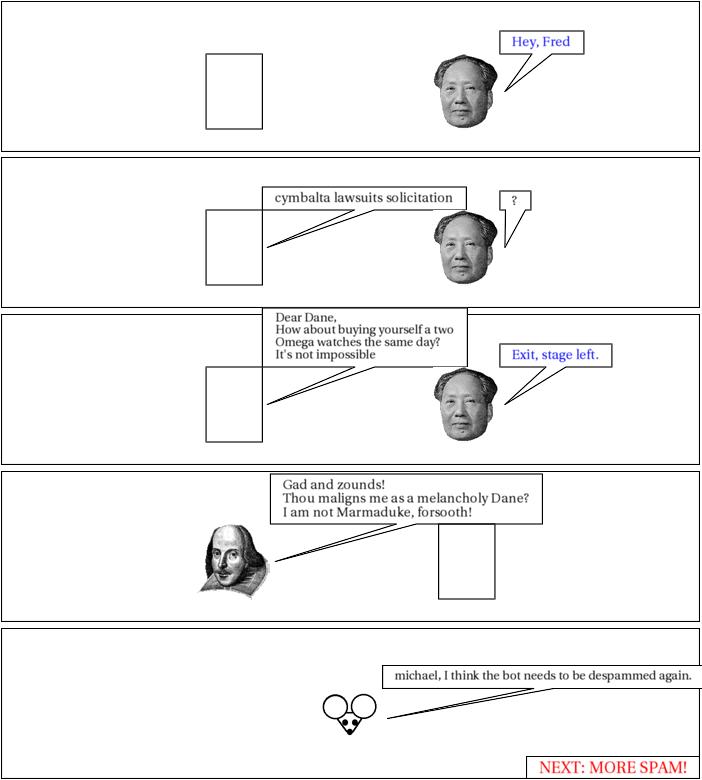 Hey, Fred
cymbalta lawsuits solicitation
?
Dear Dane,
How about buying yourself a two
Omega watches the same day?
It's not impossible
Exit, stage left.
Gad and zounds!
Thou maligns me as a melancholy Dane?
I am not Marmaduke, forsooth!
michael, I think the bot needs to be despammed again.
NEXT: MORE SPAM!